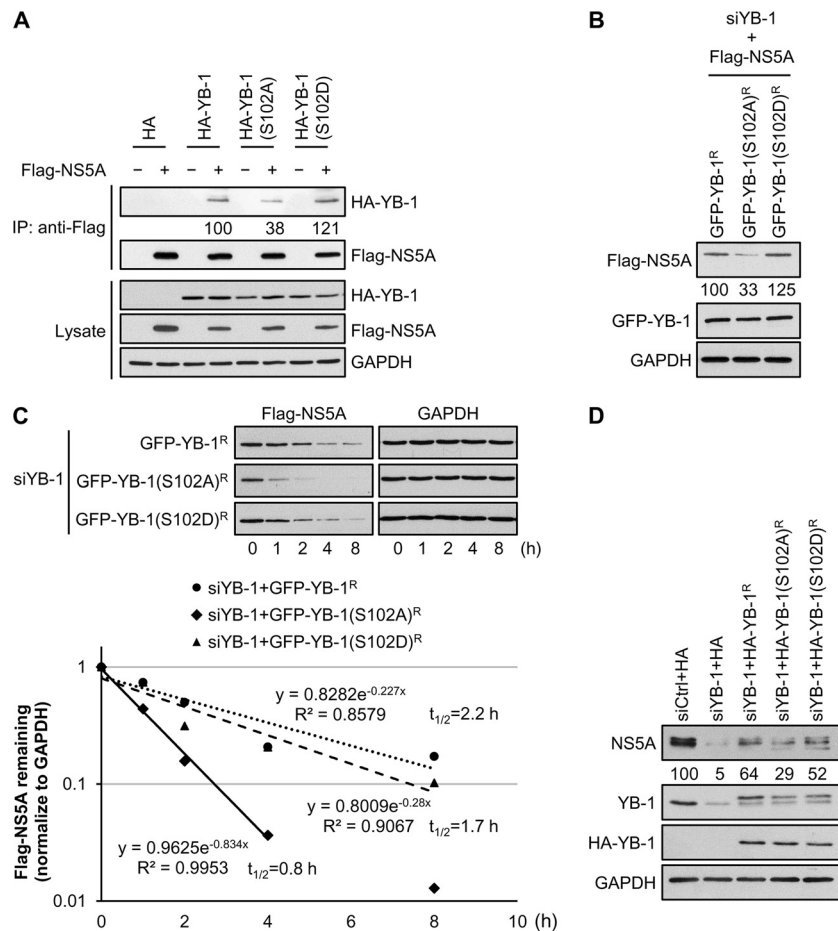 A
HA
HA-YB-1
HA-YB-1
(S102A)
HA-YB-1
(S102D)
Flag-NS5A
– + – + – + – +
IP: anti-Flag
HA-YB-1
100 38 121
Flag-NS5A
Lysate
HA-YB-1
Flag-NS5A
GAPDH
B
siYB-1
+
Flag-NS5A
GFP-YB-1ᴿ
GFP-YB-1(S102A)ᴿ
GFP-YB-1(S102D)ᴿ
Flag-NS5A
100 33 125
GFP-YB-1
GAPDH
C
Flag-NS5A GAPDH
siYB-1
GFP-YB-1ᴿ
GFP-YB-1(S102A)ᴿ
GFP-YB-1(S102D)ᴿ
0 1 2 4 8 0 1 2 4 8 (h)
siYB-1+GFP-YB-1ᴿ
siYB-1+GFP-YB-1(S102A)ᴿ
siYB-1+GFP-YB-1(S102D)ᴿ
Flag-NS5A remaining
(normalize to GAPDH)
1
0.1
0.01
y = 0.8282e^-0.227x
R² = 0.8579 t1/2=2.2 h
y = 0.8009e^-0.28x
R² = 0.9067 t1/2=1.7 h
y = 0.9625e^-0.834x
R² = 0.9953 t1/2=0.8 h
0 2 4 6 8 10 (h)
D
siCtrl+HA
siYB-1+HA
siYB-1+HA-YB-1ᴿ
siYB-1+HA-YB-1(S102A)ᴿ
siYB-1+HA-YB-1(S102D)ᴿ
NS5A
100 5 64 29 52
YB-1
HA-YB-1
GAPDH